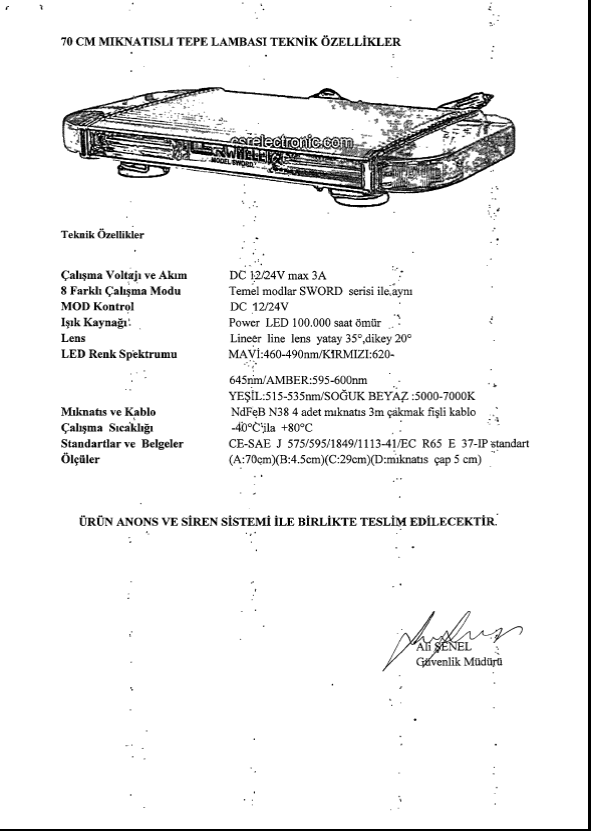 70 CM MIKNATISLI TEPE LAMBASI TEKNİK ÖZELLİKLER
csrelectronic.com
MODEL SWORD
Teknik Özellikler
Çalışma Voltajı ve Akım DC 12/24V max 3A
8 Farklı Çalışma Modu Temel modlar SWORD serisi ile aynı
MOD Kontrol DC 12/24V
Işık Kaynağı Power LED 100.000 saat ömür
Lens Lineer line lens yatay 35°,dikey 20°
LED Renk Spektrumu MAVİ:460-490nm/KIRMIZI:620-
645nm/AMBER:595-600nm
YEŞİL:515-535nm/SOĞUK BEYAZ :5000-7000K
Mıknatıs ve Kablo NdFeB N38 4 adet mıknatıs 3m çakmak fişli kablo
Çalışma Sıcaklığı -40°C ila +80°C
Standartlar ve Belgeler CE-SAE J 575/595/1849/1113-41/EC R65 E 37-IP standart
Ölçüler (A:70cm)(B:4.5cm)(C:29cm)(D:mıknatıs çap 5 cm)
ÜRÜN ANONS VE SİREN SİSTEMİ İLE BİRLİKTE TESLİM EDİLECEKTİR.
Ali ŞENEL
Güvenlik Müdürü